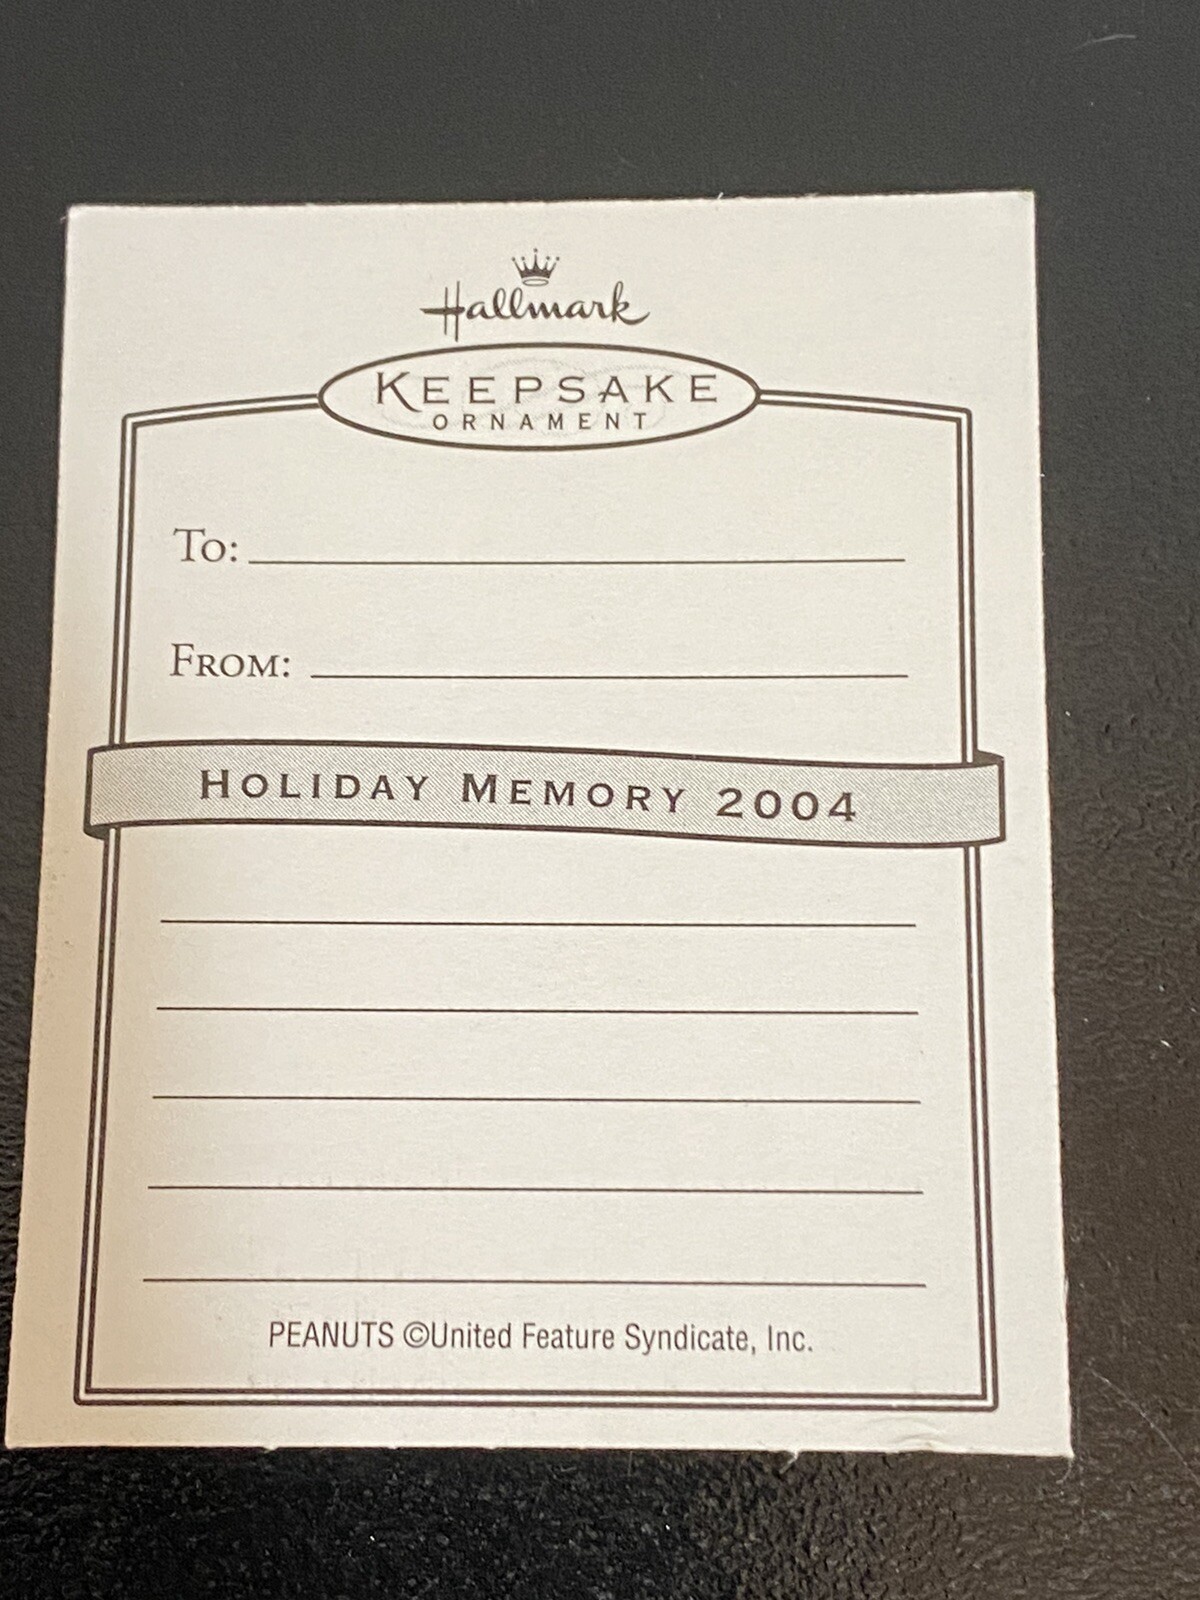 Hallmark
KEEPSAKE
ORNAMENT
TO:
FROM:
HOLIDAY MEMORY 2004
PEANUTS ©United Feature Syndicate, Inc.